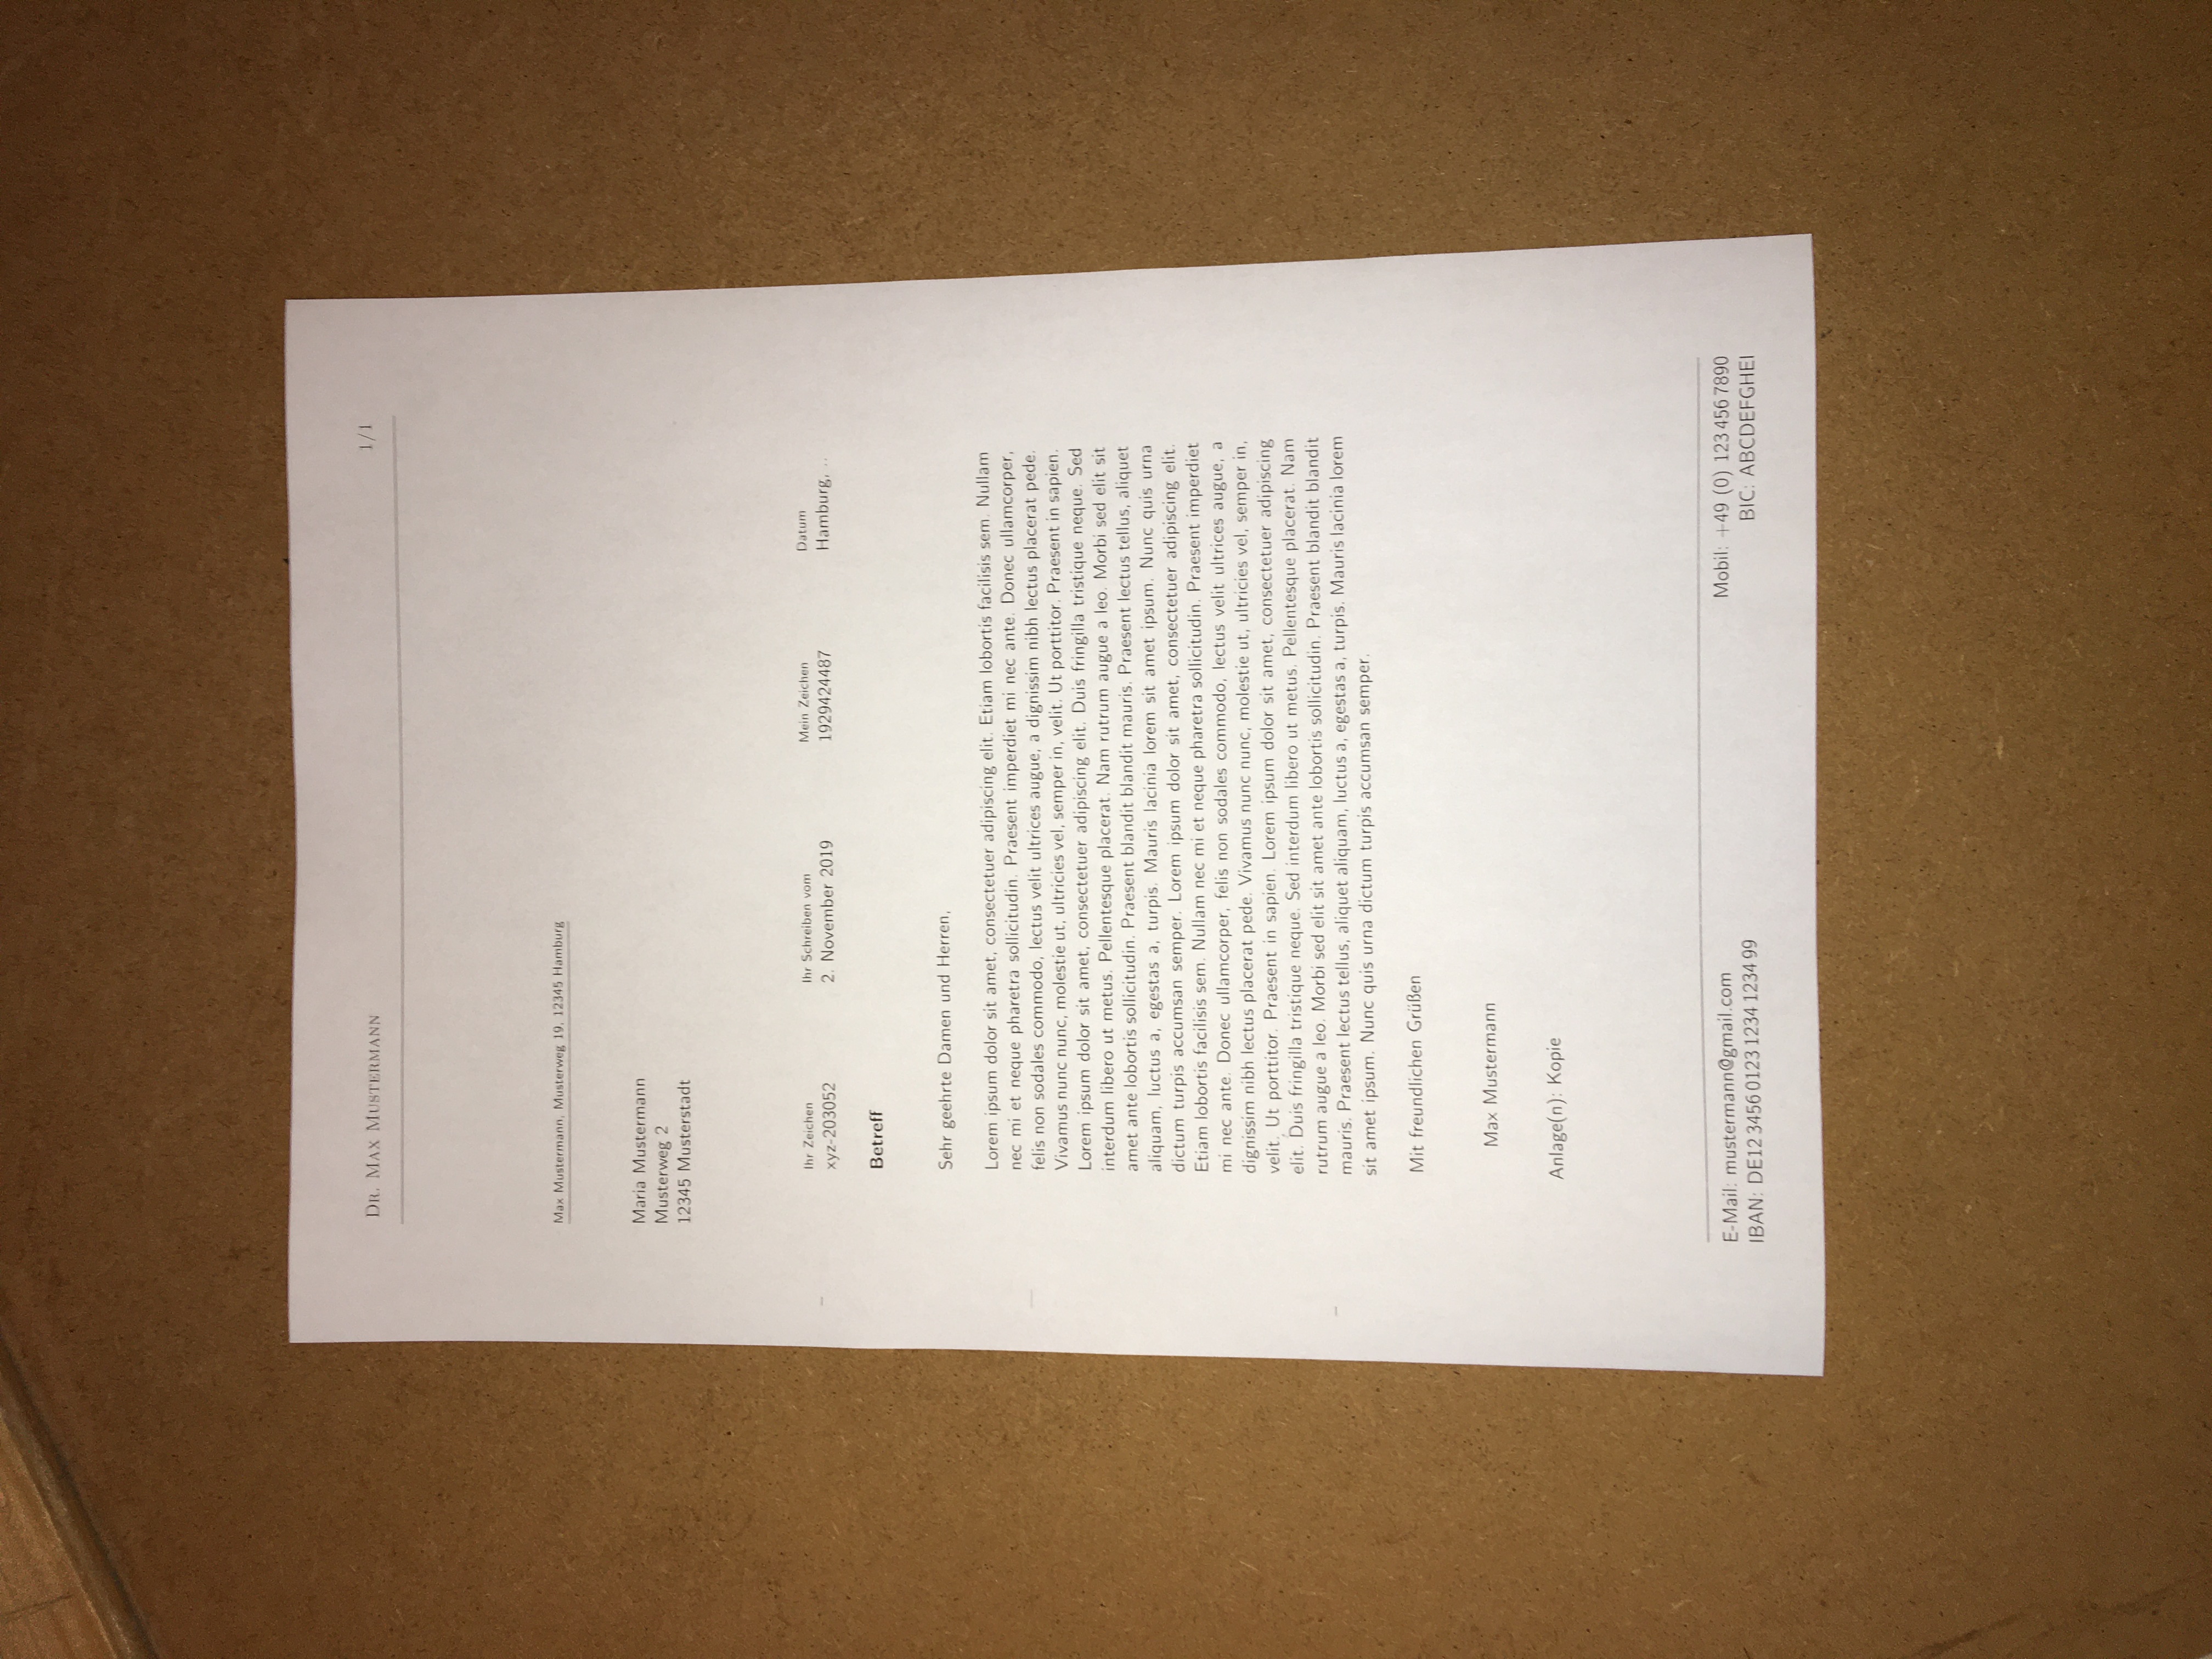 Dr. Max Mustermann 1/1
Max Mustermann, Musterweg 19, 12345 Hamburg
Maria Mustermann
Musterweg 2
12345 Musterstadt
Ihr Zeichen Ihr Schreiben vom Mein Zeichen Datum
xyz-203052 2. November 2019 1929424487 Hamburg, ..
Betreff
Sehr geehrte Damen und Herren,
Lorem ipsum dolor sit amet, consectetuer adipiscing elit. Etiam lobortis facilisis sem. Nullam
nec mi et neque pharetra sollicitudin. Praesent imperdiet mi nec ante. Donec ullamcorper,
felis non sodales commodo, lectus velit ultrices augue, a dignissim nibh lectus placerat pede.
Vivamus nunc nunc, molestie ut, ultricies vel, semper in, velit. Ut porttitor. Praesent in sapien.
Lorem ipsum dolor sit amet, consectetuer adipiscing elit. Duis fringilla tristique neque. Sed
interdum libero ut metus. Pellentesque placerat. Nam rutrum augue a leo. Morbi sed elit sit
amet ante lobortis sollicitudin. Praesent blandit blandit mauris. Praesent lectus tellus, aliquet
aliquam, luctus a, egestas a, turpis. Mauris lacinia lorem sit amet ipsum. Nunc quis urna
dictum turpis accumsan semper. Lorem ipsum dolor sit amet, consectetuer adipiscing elit.
Etiam lobortis facilisis sem. Nullam nec mi et neque pharetra sollicitudin. Praesent imperdiet
mi nec ante. Donec ullamcorper, felis non sodales commodo, lectus velit ultrices augue, a
dignissim nibh lectus placerat pede. Vivamus nunc nunc, molestie ut, ultricies vel, semper in,
velit. Ut porttitor. Praesent in sapien. Lorem ipsum dolor sit amet, consectetuer adipiscing
elit. Duis fringilla tristique neque. Sed interdum libero ut metus. Pellentesque placerat. Nam
rutrum augue a leo. Morbi sed elit sit amet ante lobortis sollicitudin. Praesent blandit blandit
mauris. Praesent lectus tellus, aliquet aliquam, luctus a, egestas a, turpis. Mauris lacinia lorem
sit amet ipsum. Nunc quis urna dictum turpis accumsan semper.
Mit freundlichen Grüßen
Max Mustermann
Anlage(n): Kopie
E-Mail: mustermann@gmail.com Mobil: +49 (0) 123 456 7890
IBAN: DE12 3456 0123 1234 1234 99 BIC: ABCDEFGHEI